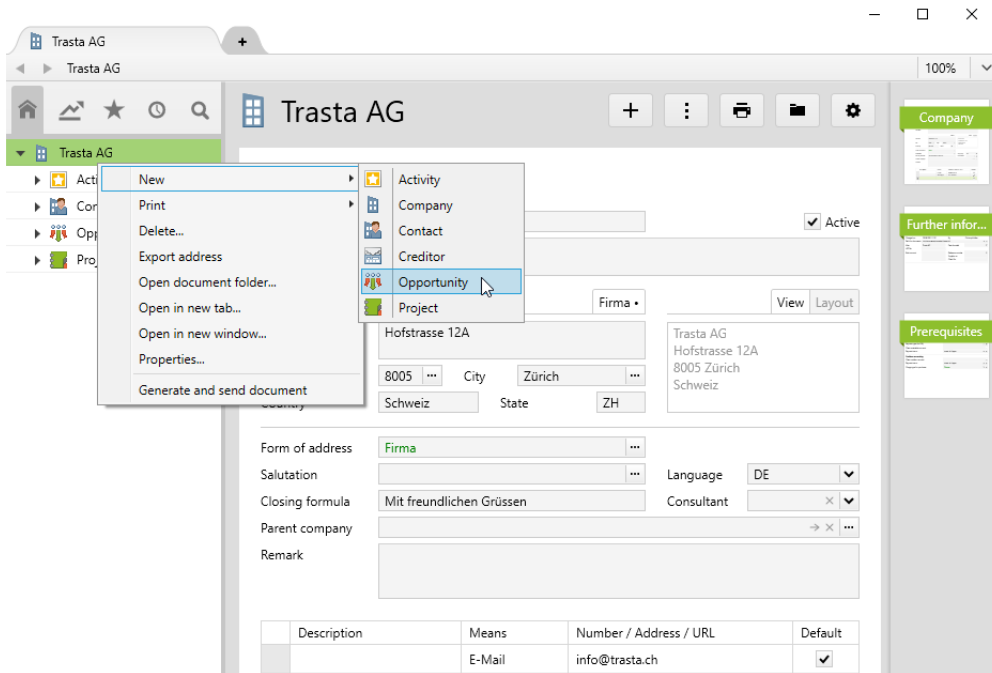 Trasta AG
+
Trasta AG
100%
Trasta AG
Company
Trasta AG
Acti
New
Activity
Cor
Print
Company
Active
Further infor...
Opp
Delete...
Contact
Proj
Export address
Creditor
Open document folder...
Opportunity
Open in new tab...
Project
Firma •
View
Layout
Open in new window...
Hofstrasse 12A
Trasta AG
Prerequisites
Properties...
Hofstrasse 12A
8005
City
Zürich
8005 Zürich
Generate and send document
Schweiz
Country
Schweiz
State
ZH
Form of address
Firma
Salutation
Language
DE
Closing formula
Mit freundlichen Grüssen
Consultant
Parent company
Remark
Description
Means
Number / Address / URL
Default
E-Mail
info@trasta.ch